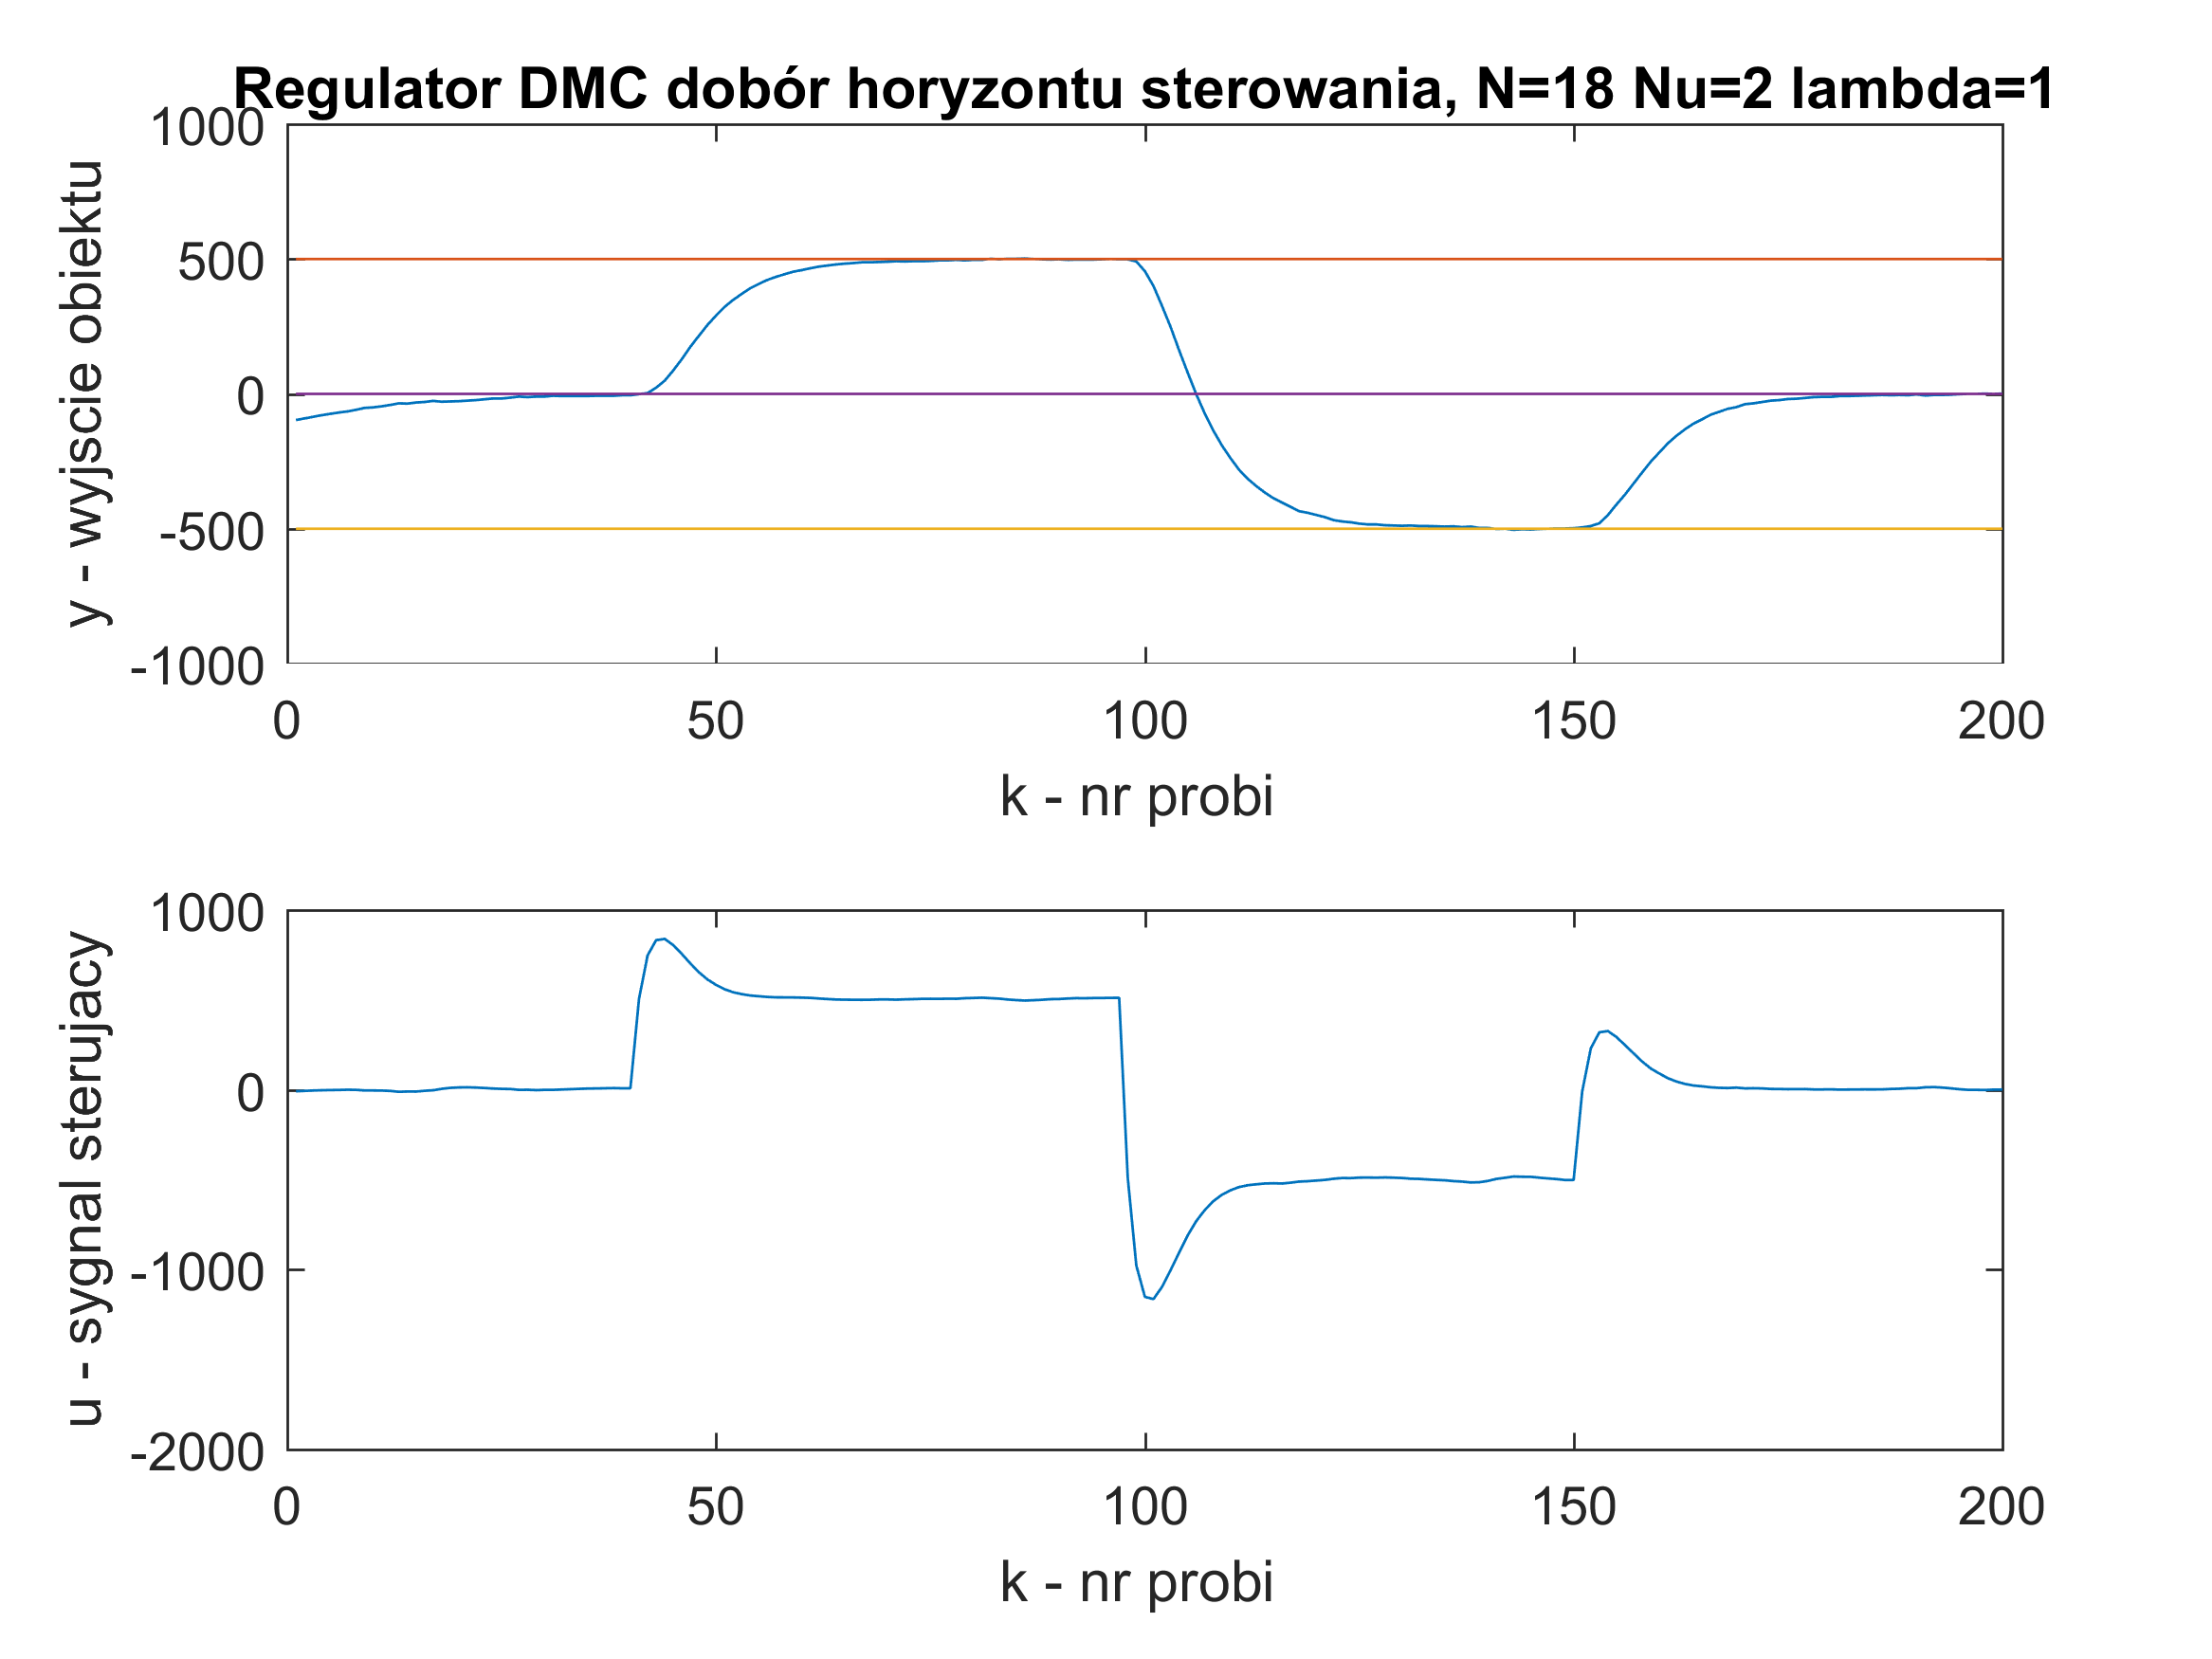 Regulator DMC dobór horyzontu sterowania, N=18 Nu=2 lambda=1
1000
500
0
-500
-1000
y - wyjscie obiektu
0 50 100 150 200
k - nr probi
1000
0
-1000
-2000
u - sygnal sterujacy
0 50 100 150 200
k - nr probi